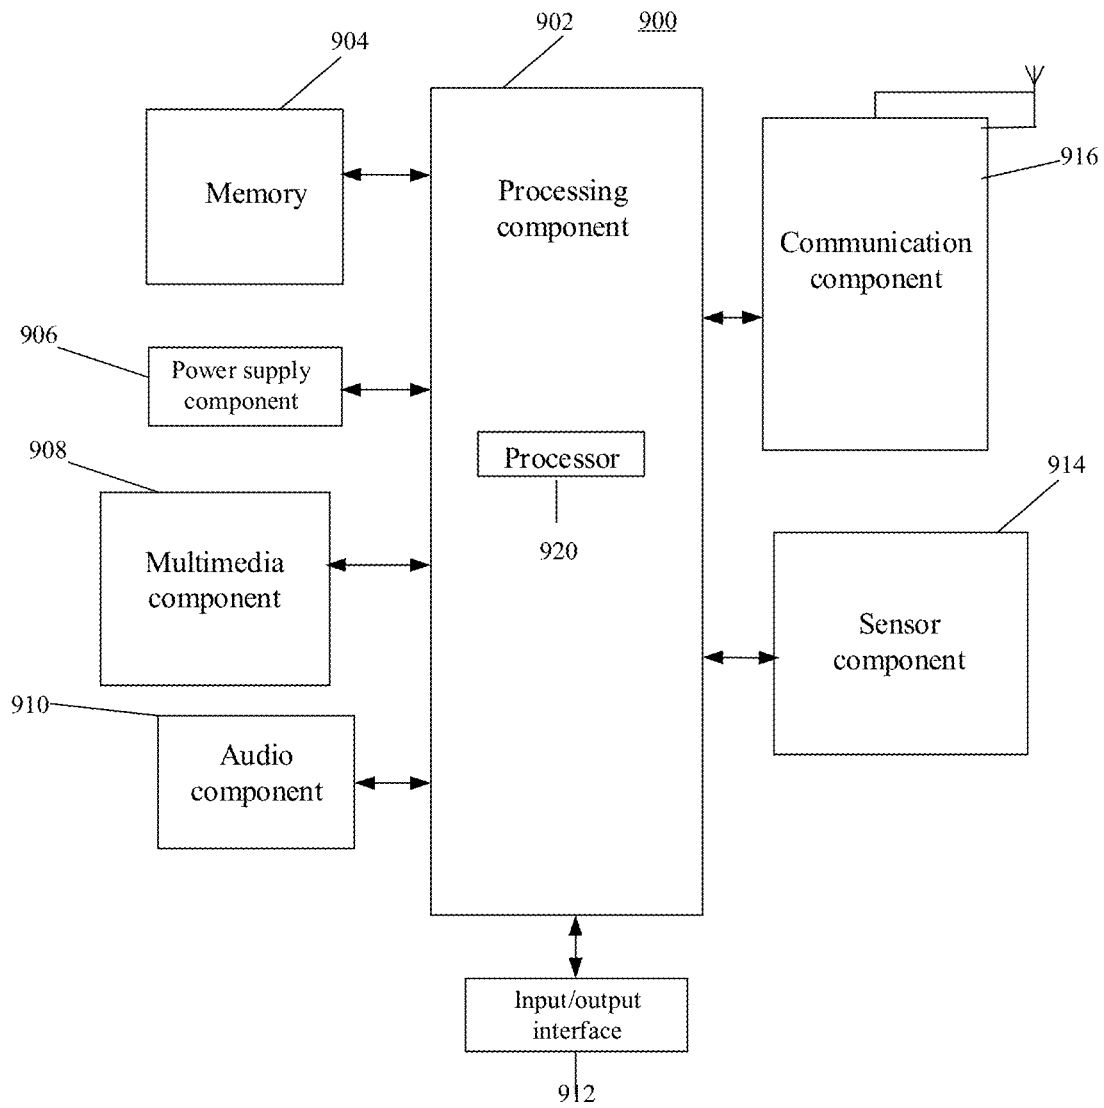 902
900
904
Memory
Processing
component
916
Communication
component
906
Power supply
component
908
Processor
914
920
Multimedia
component
Sensor
component
910
Audio
component
Input/output
interface
912